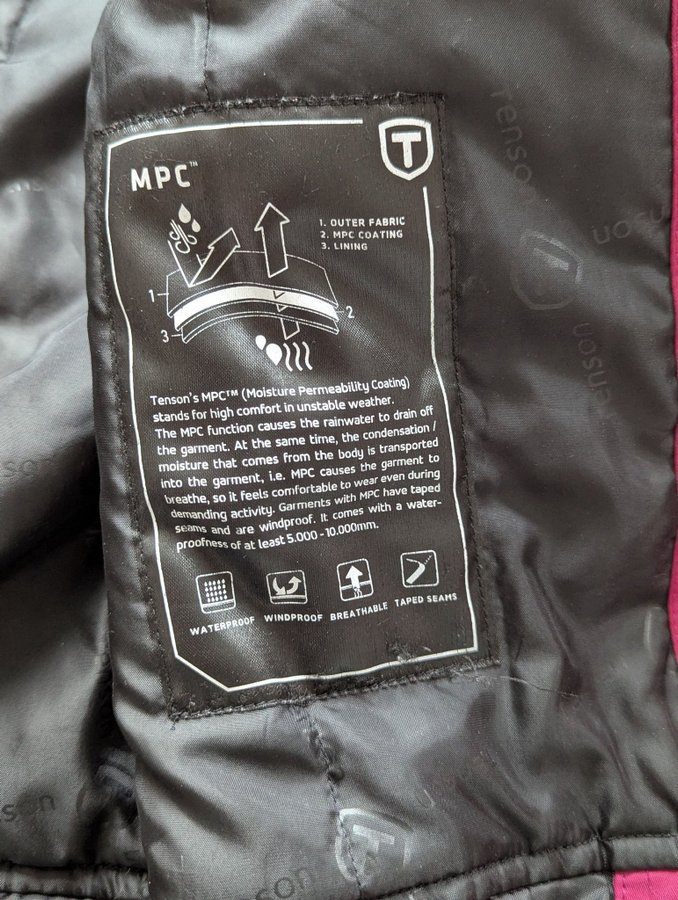 Tenson
T
MPC™
1. OUTER FABRIC
2. MPC COATING
3. LINING
1
2
3
Tenson's MPC™ (Moisture Permeability Coating)
stands for high comfort in unstable weather.
The MPC function causes the rainwater to drain off
the garment. At the same time, the condensation /
moisture that comes from the body is transported
into the garment, i.e. MPC causes the garment to
breathe, so it feels comfortable to wear even during
demanding activity. Garments with MPC have taped
seams and are windproof. It comes with a water-
proofness of at least 5.000-10.000mm.
WATERPROOF WINDPROOF BREATHABLE TAPED SEAMS
nson
T
enson
so
son
T
son